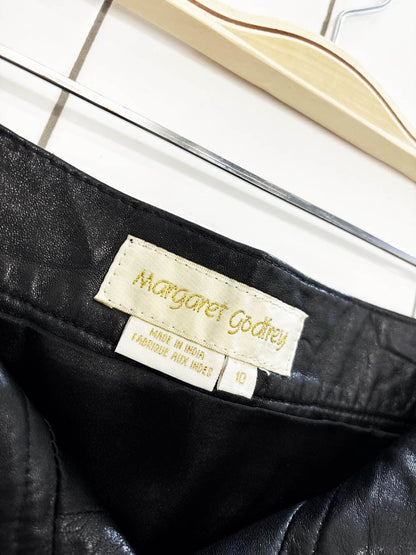 Margaret Godfrey
MADE IN INDIA
FABRIQUE AUX INDES
10